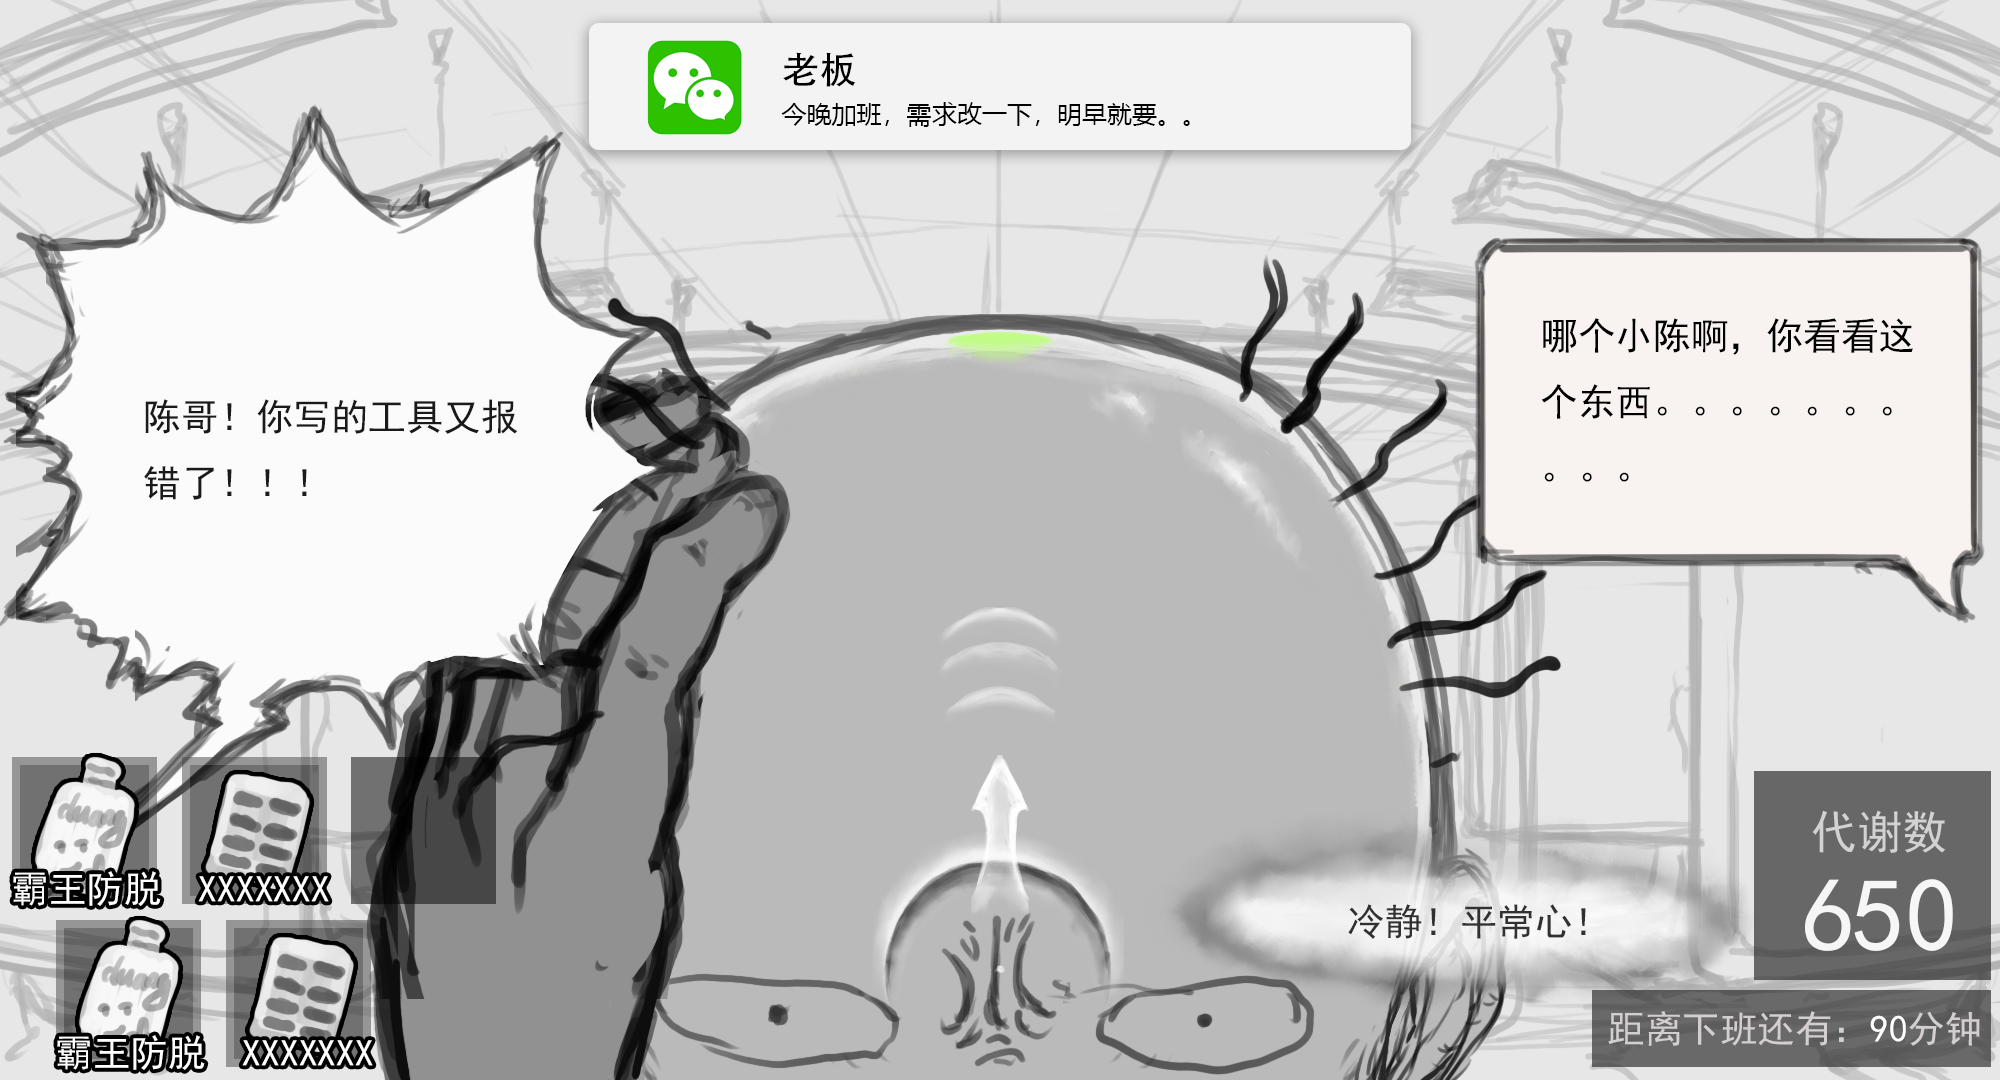 老板
今晚加班，需求改一下，明早就要。。
陈哥！你写的工具又报
错了！！！
哪个小陈啊，你看看这
个东西。。。。。。。
。。。
duang
霸王防脱
XXXXXXX
duang
霸王防脱
XXXXXXX
冷静！平常心！
代谢数
650
距离下班还有：90分钟